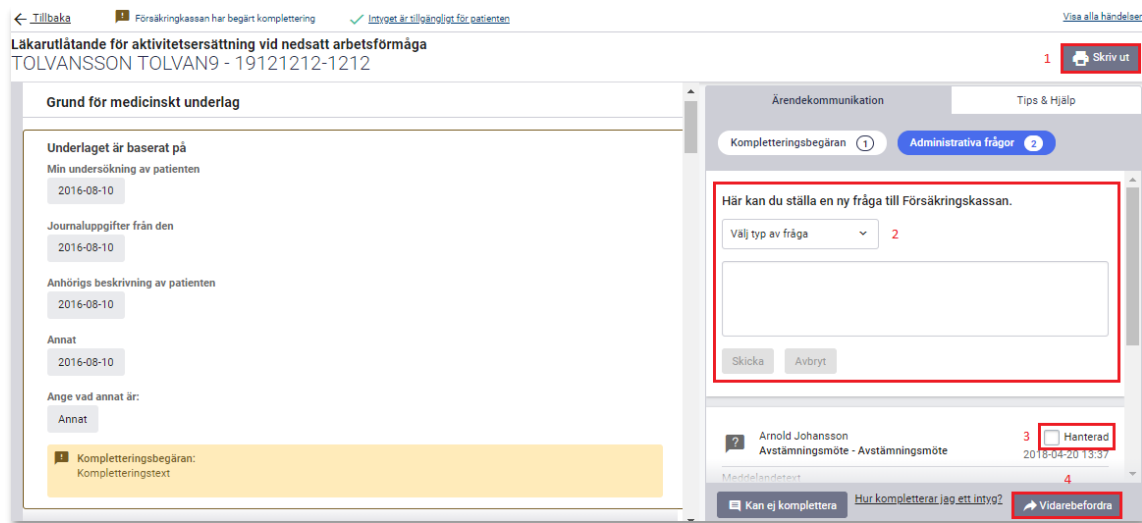 Tillbaka
Försäkringkassan har begärt komplettering
Intyget är tillgängligt för patienten
Visa alla händelser
Läkarutlåtande för aktivitetsersättning vid nedsatt arbetsförmåga
TOLVANSSON TOLVAN9 - 19121212-1212
1
Skriv ut
Grund för medicinskt underlag
Underlaget är baserat på
Min undersökning av patienten
2016-08-10
Journaluppgifter från den
2016-08-10
Anhörigs beskrivning av patienten
2016-08-10
Annat
2016-08-10
Ange vad annat är:
Annat
Kompletteringsbegäran:
Kompletteringstext
Ärendekommunikation
Tips & Hjälp
Kompletteringsbegäran 1
Administrativa frågor 2
Här kan du ställa en ny fråga till Försäkringskassan.
Välj typ av fråga
2
Skicka
Avbryt
Arnold Johansson
Avstämningsmöte - Avstämningsmöte
3
Hanterad
2018-04-20 13:37
Meddelandetext
4
Kan ej komplettera
Hur kompletterar jag ett intyg?
Vidarebefordra